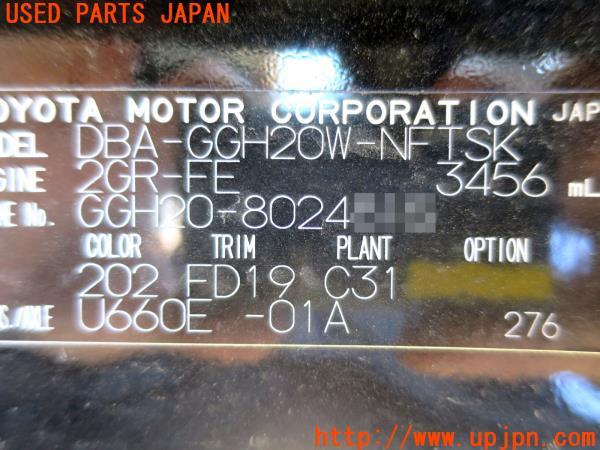 USED PARTS JAPAN
OYOTA MOTOR CORPORATION JAP
DEL DBA-GGH20W-NFTSK
GINE 2GR-FE 3456 mL
ME No. GGH20-8024
COLOR TRIM PLANT OPTION
202 FD19 C31
S./AXLE U660E -01A 276
http://www.upjpn.com/